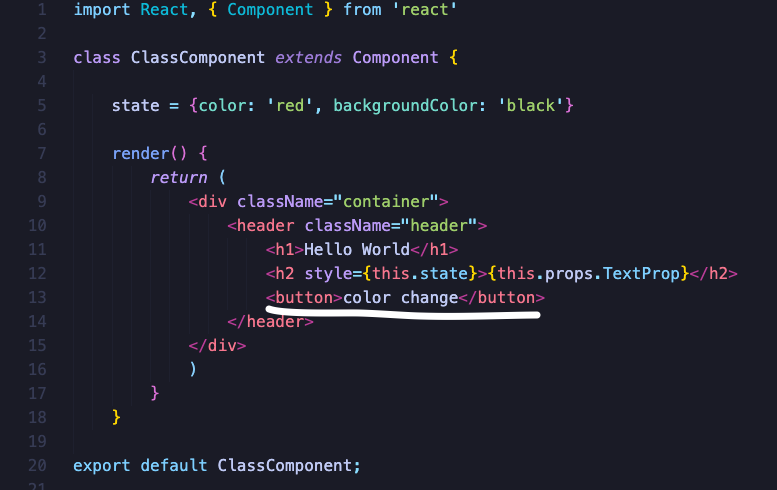 1 import React, { Component } from 'react'
2
3 class ClassComponent extends Component {
4
5 state = {color: 'red', backgroundColor: 'black'}
6
7 render() {
8 return (
9 <div className="container">
10 <header className="header">
11 <h1>Hello World</h1>
12 <h2 style={this.state}>{this.props.TextProp}</h2>
13 <button>color change</button>
14 </header>
15 </div>
16 )
17 }
18 }
19
20 export default ClassComponent;
21